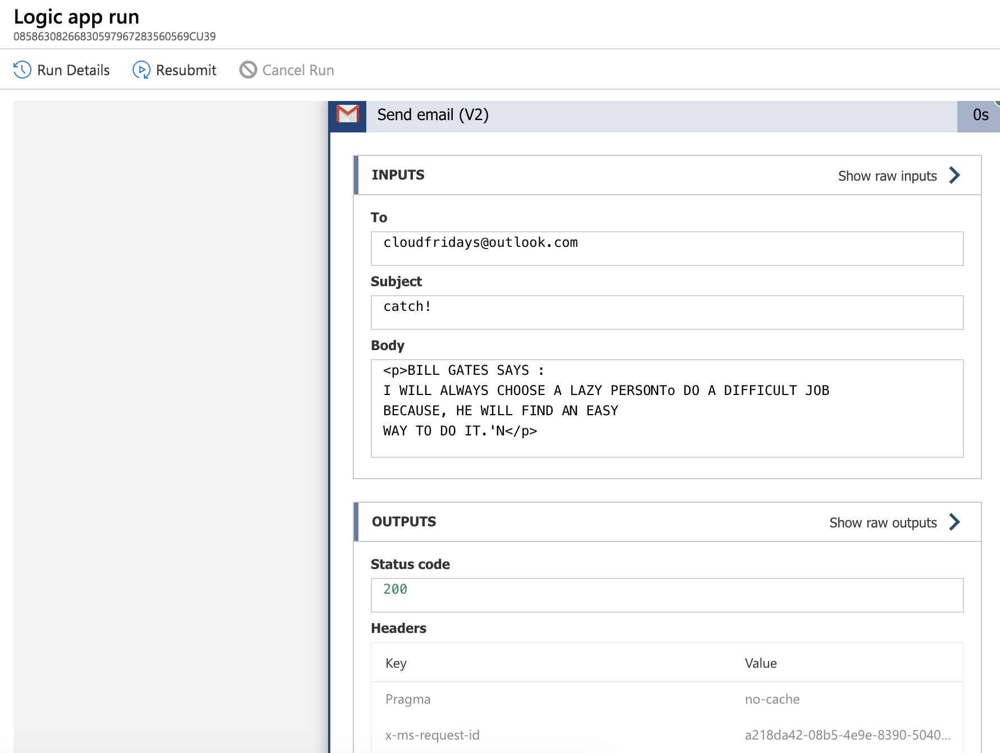 Logic app run
08586308266830597967283560569CU39
Run Details Resubmit Cancel Run
Send email (V2) 0s
INPUTS Show raw inputs
To
cloudfridays@outlook.com
Subject
catch!
Body
<p>BILL GATES SAYS :
I WILL ALWAYS CHOOSE A LAZY PERSONTo DO A DIFFICULT JOB
BECAUSE, HE WILL FIND AN EASY
WAY TO DO IT.'N</p>
OUTPUTS Show raw outputs
Status code
200
Headers
Key Value
Pragma no-cache
x-ms-request-id a218da42-08b5-4e9e-8390-5040...